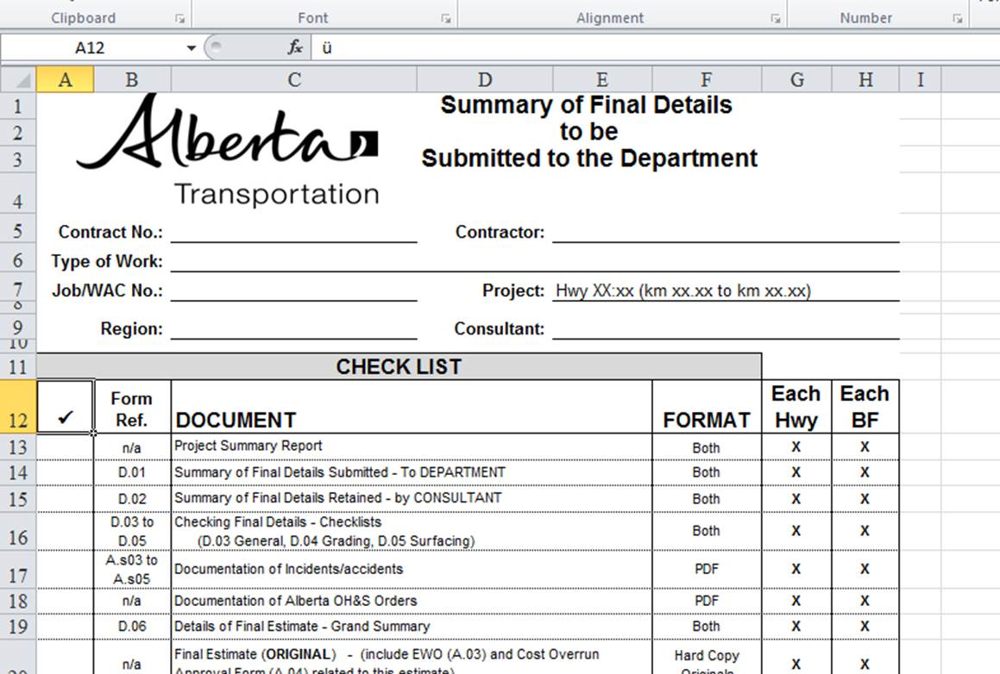 Clipboard Font Alignment Number
A12 fx ü
A B C D E F G H I
1 Alberta Summary of Final Details
2 to be
3 Submitted to the Department
4 Transportation
5 Contract No.: Contractor:
6 Type of Work:
7 Job/WAC No.: Project: Hwy XX:xx (km xx.xx to km xx.xx)
8
9 Region: Consultant:
10
11 CHECK LIST
12 ✓ Form Ref. DOCUMENT FORMAT Each Hwy Each BF
13 n/a Project Summary Report Both X X
14 D.01 Summary of Final Details Submitted - To DEPARTMENT Both X X
15 D.02 Summary of Final Details Retained - by CONSULTANT Both X X
16 D.03 to D.05 Checking Final Details - Checklists Both X X
(D.03 General, D.04 Grading, D.05 Surfacing)
17 A.s03 to A.s05 Documentation of Incidents/accidents PDF X X
18 n/a Documentation of Alberta OH&S Orders PDF X X
19 D.06 Details of Final Estimate - Grand Summary Both X X
20 n/a Final Estimate (ORIGINAL) - (include EWO (A.03) and Cost Overrun Hard Copy X X
Approval Form (A.04) related to this estimate) Originals